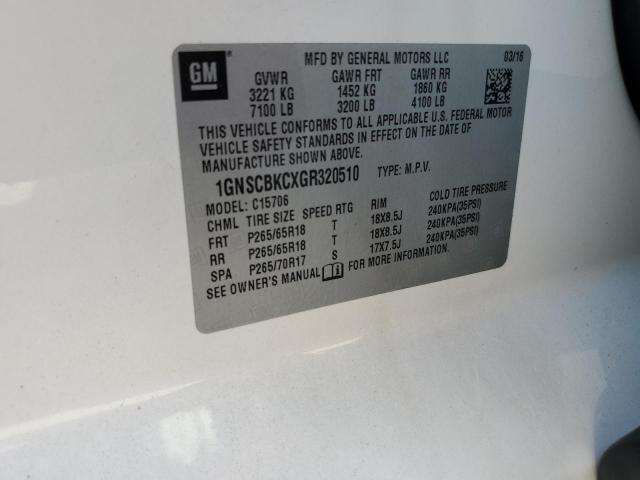 GM
MFD BY GENERAL MOTORS LLC 03/16
GVWR GAWR FRT GAWR RR
3221 KG 1452 KG 1860 KG
7100 LB 3200 LB 4100 LB
THIS VEHICLE CONFORMS TO ALL APPLICABLE U.S. FEDERAL MOTOR
VEHICLE SAFETY STANDARDS IN EFFECT ON THE DATE OF
MANUFACTURE SHOWN ABOVE.
1GNSCBKCXGR320510 TYPE: M.P.V.
MODEL: C15706
CHML TIRE SIZE SPEED RTG RIM COLD TIRE PRESSURE
FRT P265/65R18 T 18X8.5J 240KPA(35PSI)
RR P265/65R18 T 18X8.5J 240KPA(35PSI)
SPA P265/70R17 S 17X7.5J 240KPA(35PSI)
SEE OWNER'S MANUAL FOR MORE INFORMATION.